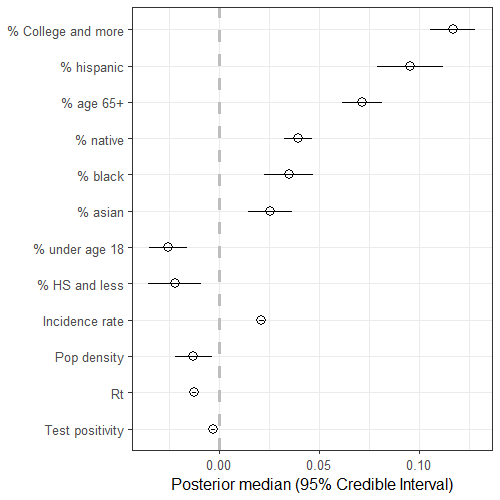 % College and more
% hispanic
% age 65+
% native
% black
% asian
% under age 18
% HS and less
Incidence rate
Pop density
Rt
Test positivity
0.00 0.05 0.10
Posterior median (95% Credible Interval)